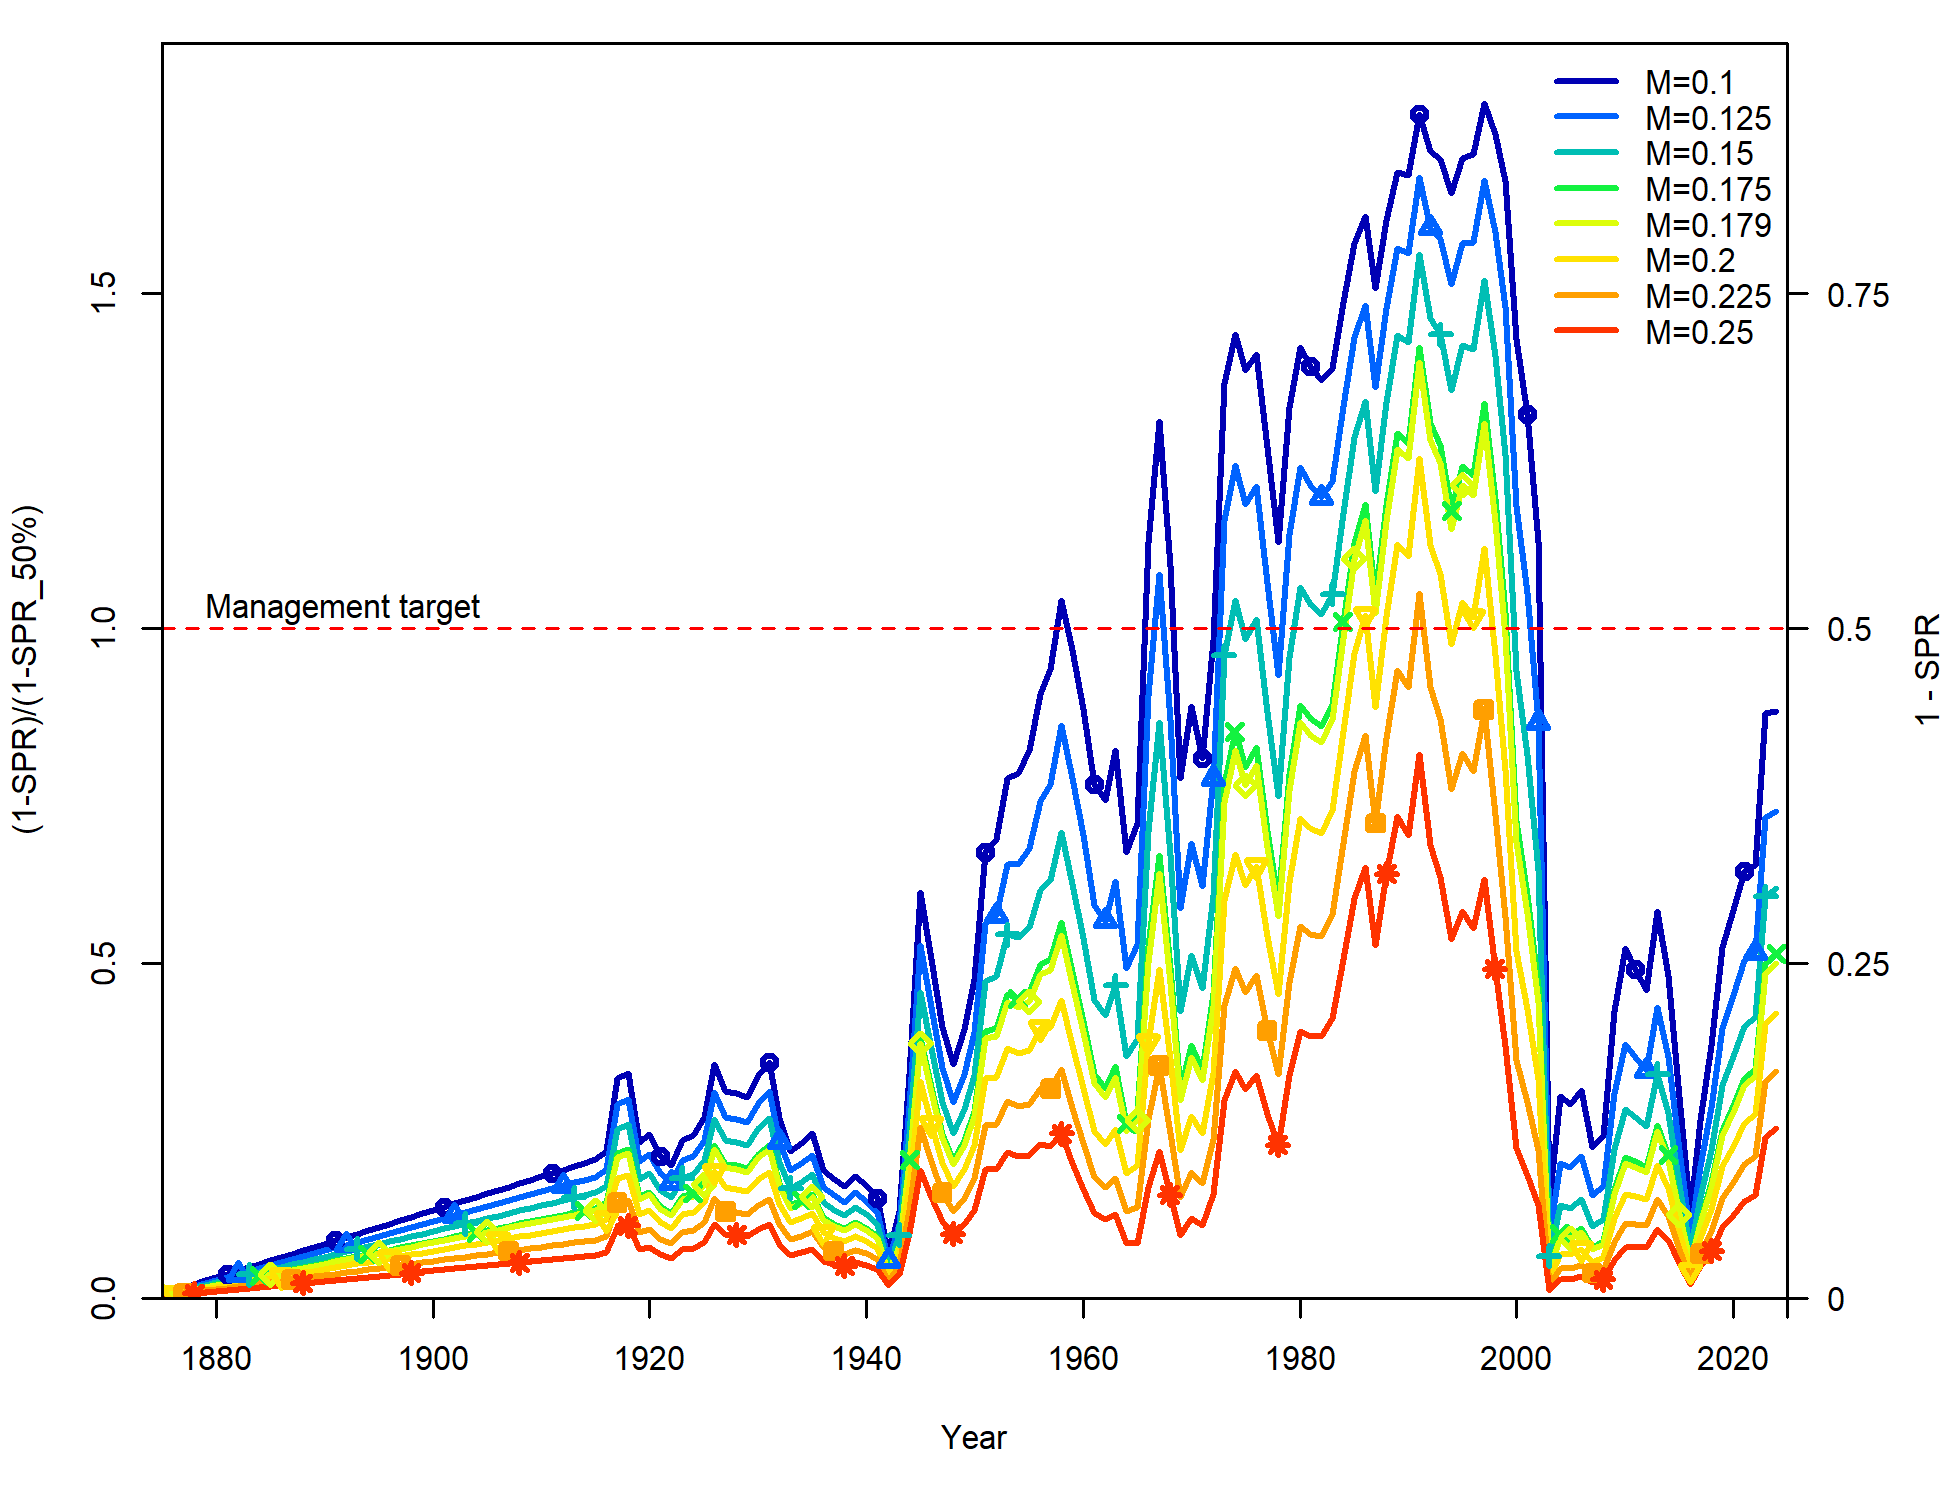 M=0.1
M=0.125
M=0.15
M=0.175
M=0.179
M=0.2
M=0.225
M=0.25
Management target
(1-SPR)/(1-SPR_50%)
0.0
0.5
1.0
1.5
1 - SPR
0
0.25
0.5
0.75
1880 1900 1920 1940 1960 1980 2000 2020
Year